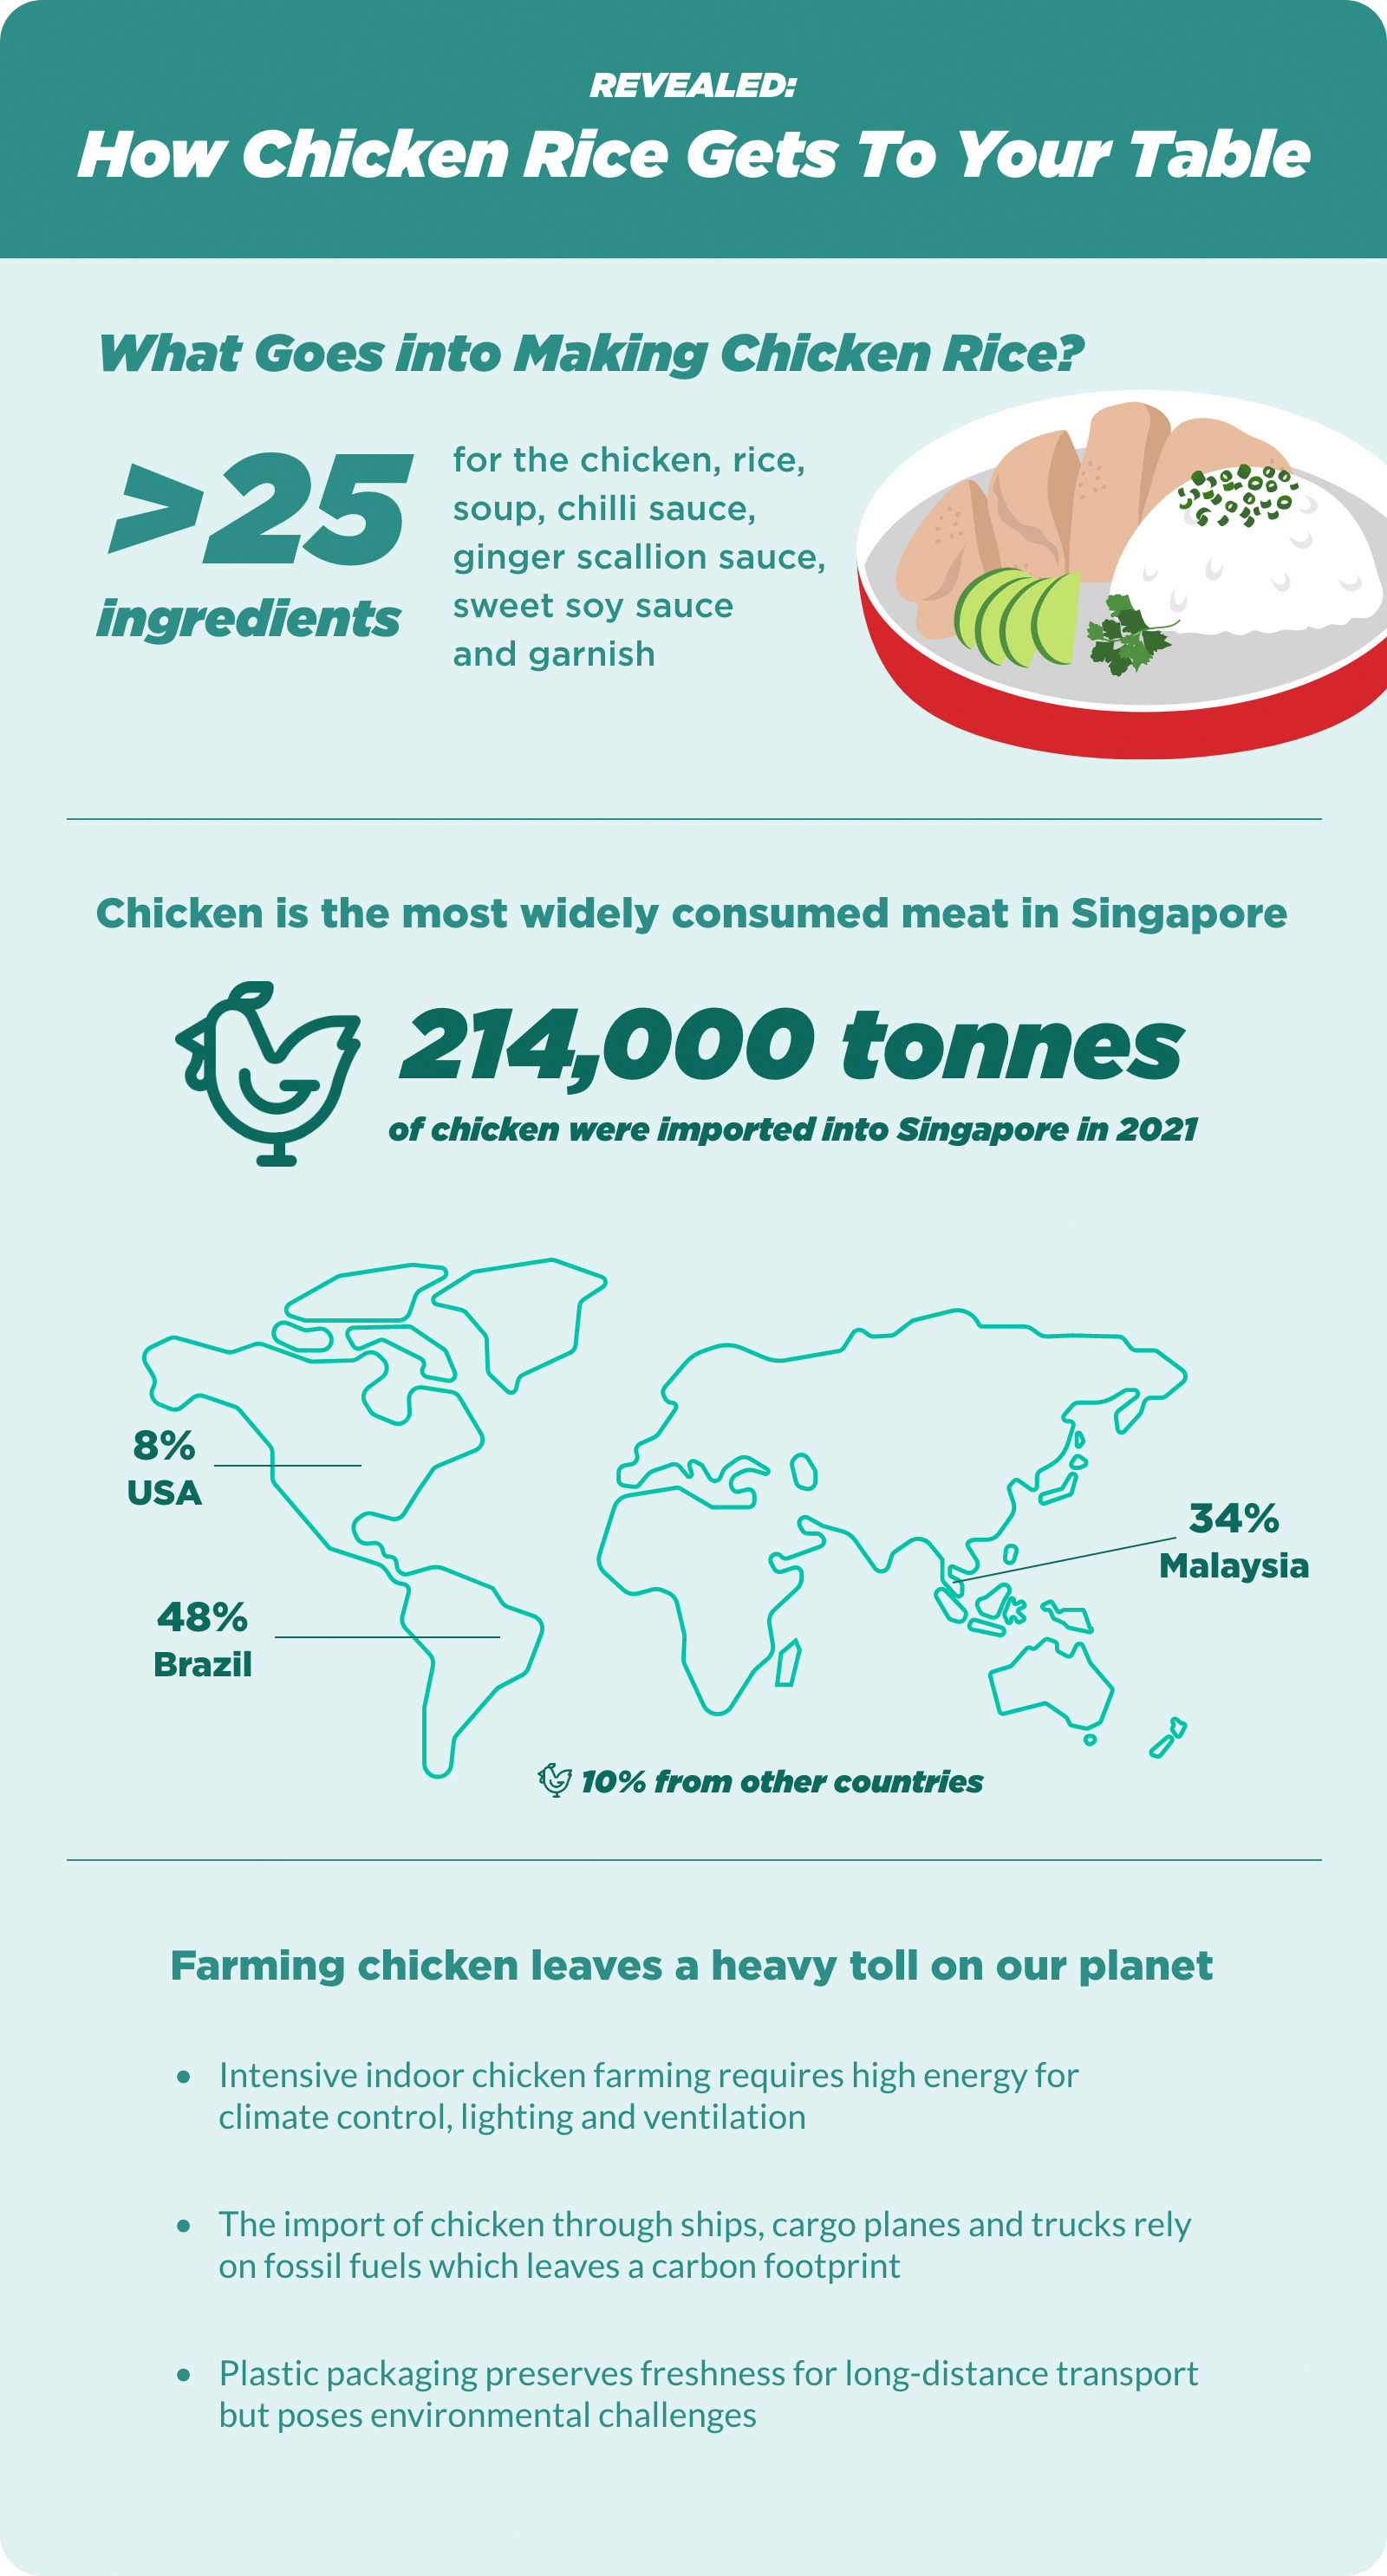 REVEALED:
How Chicken Rice Gets To Your Table
What Goes into Making Chicken Rice?
>25
ingredients
for the chicken, rice,
soup, chilli sauce,
ginger scallion sauce,
sweet soy sauce
and garnish
Chicken is the most widely consumed meat in Singapore
214,000 tonnes
of chicken were imported into Singapore in 2021
8%
USA
34%
Malaysia
48%
Brazil
10% from other countries
Farming chicken leaves a heavy toll on our planet
• Intensive indoor chicken farming requires high energy for
climate control, lighting and ventilation
• The import of chicken through ships, cargo planes and trucks rely
on fossil fuels which leaves a carbon footprint
• Plastic packaging preserves freshness for long-distance transport
but poses environmental challenges